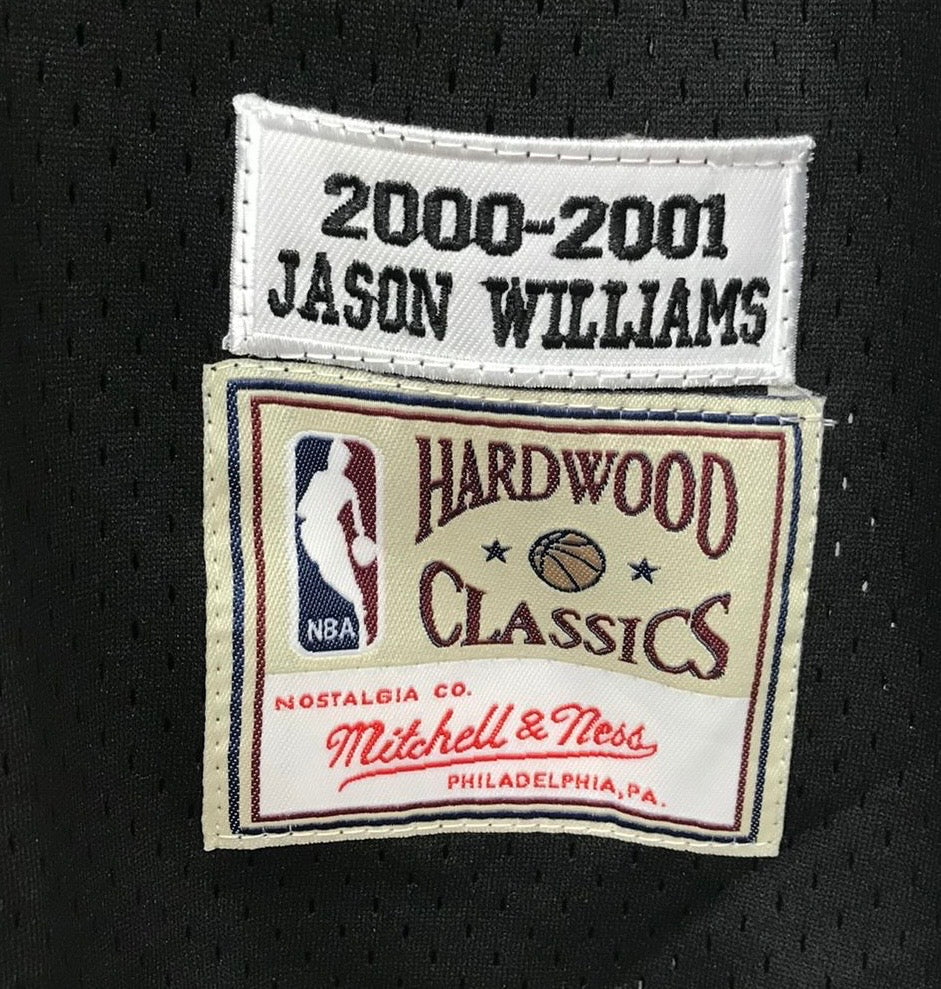 2000-2001
JASON WILLIAMS
HARDWOOD
CLASSICS
NBA
NOSTALGIA CO.
Mitchell & Ness
PHILADELPHIA, PA.